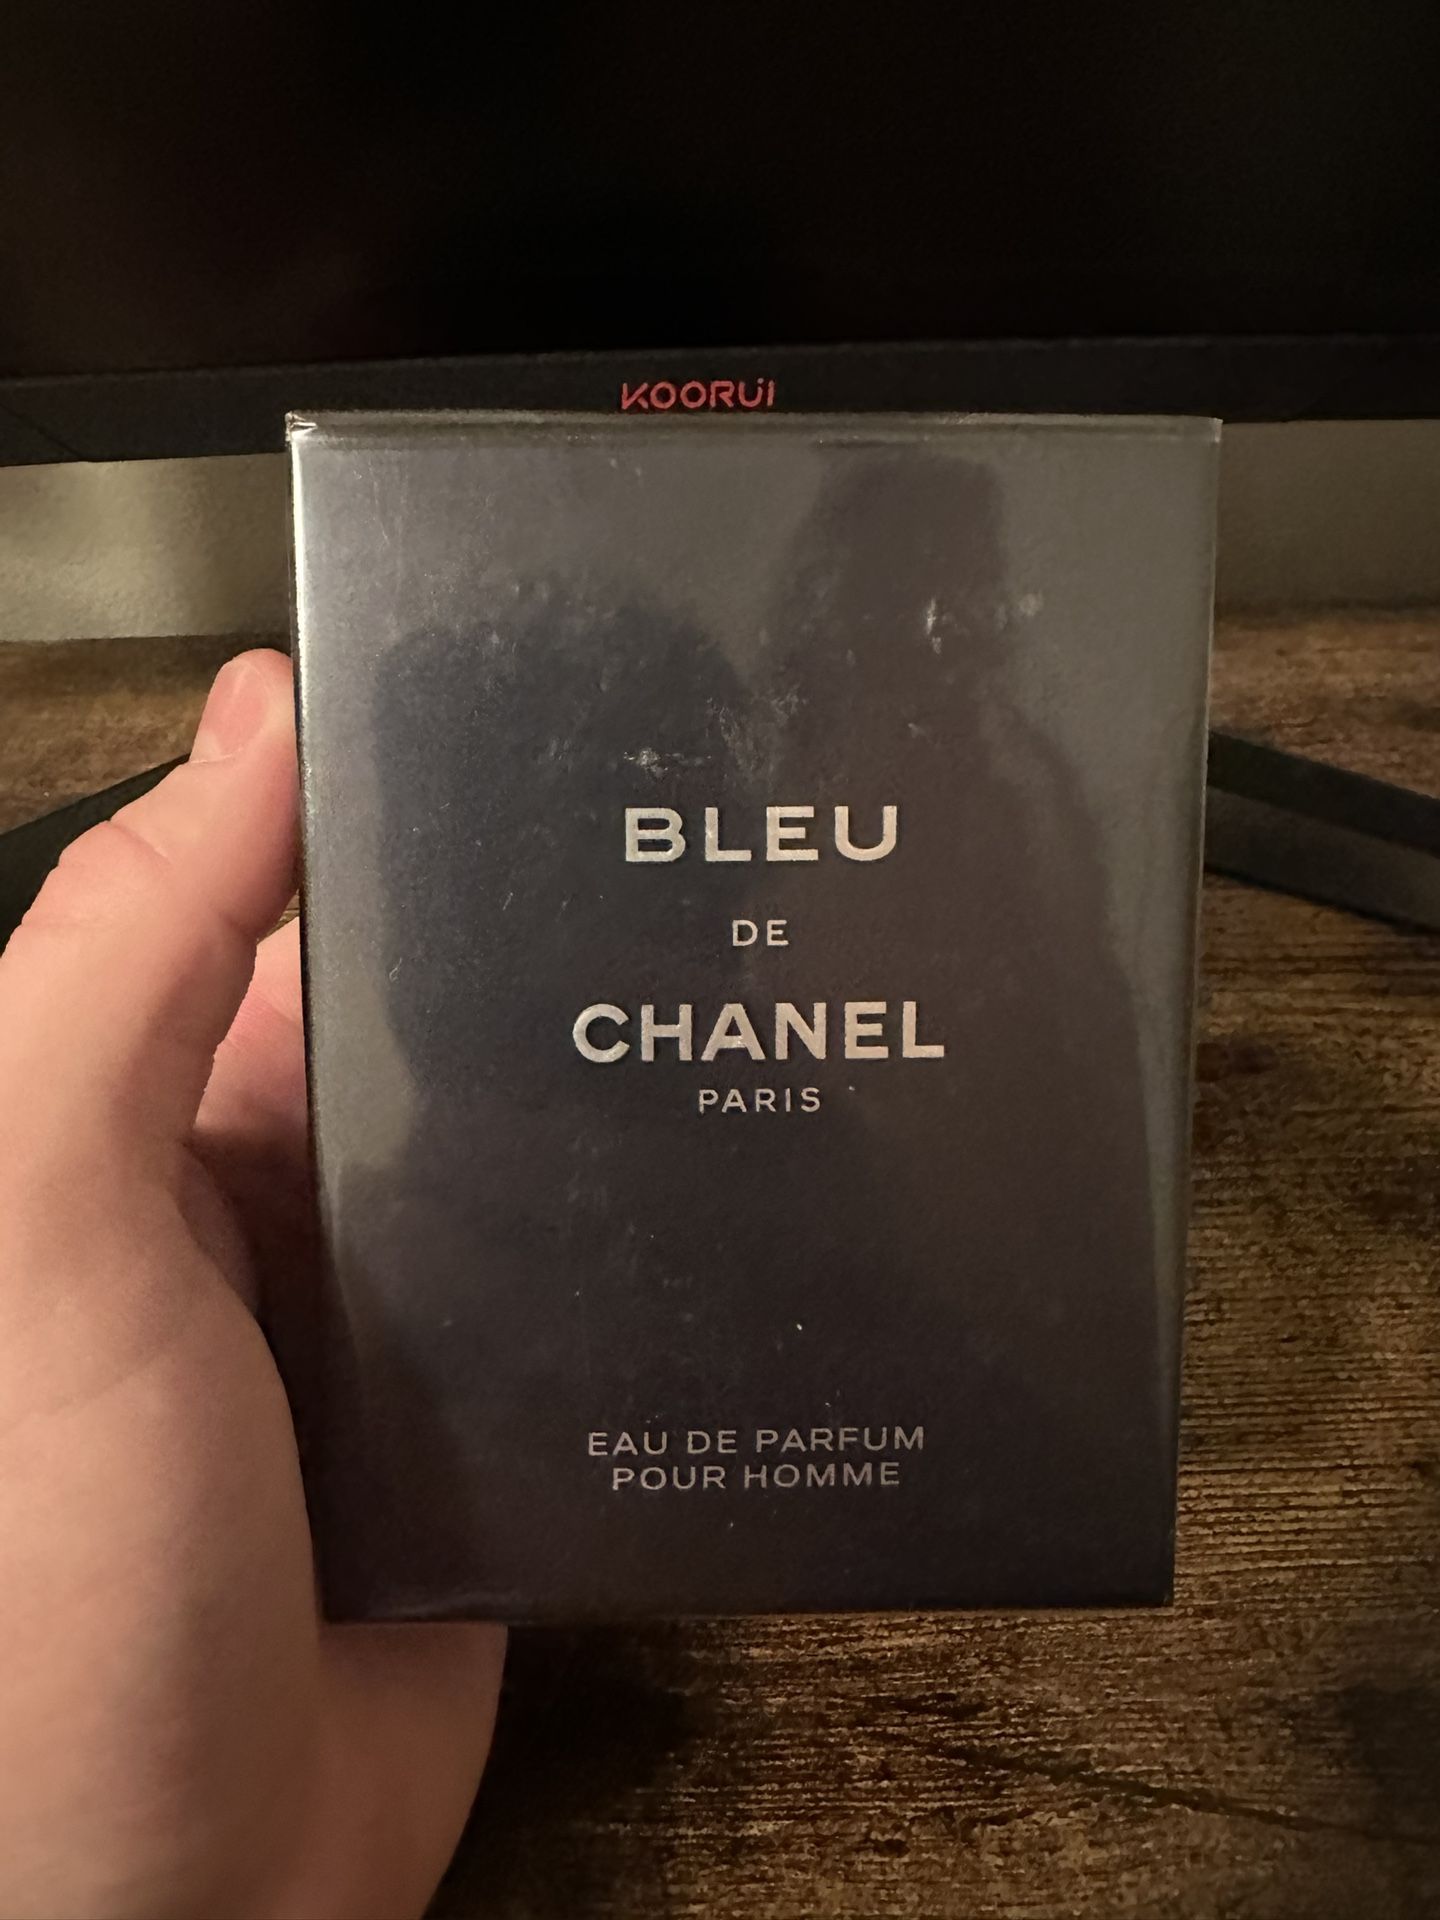 KOORUI
BLEU
DE
CHANEL
PARIS
EAU DE PARFUM
POUR HOMME